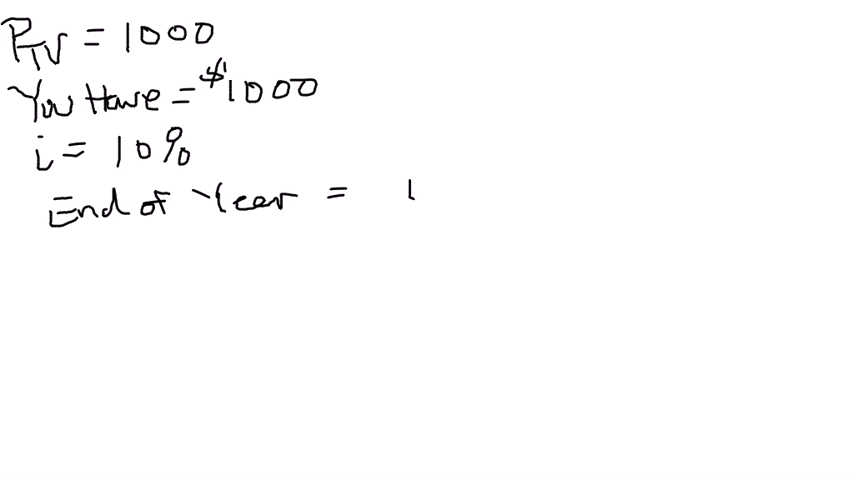 PTV = 1000
You Have = $1000
i = 10%
End of Year = 1